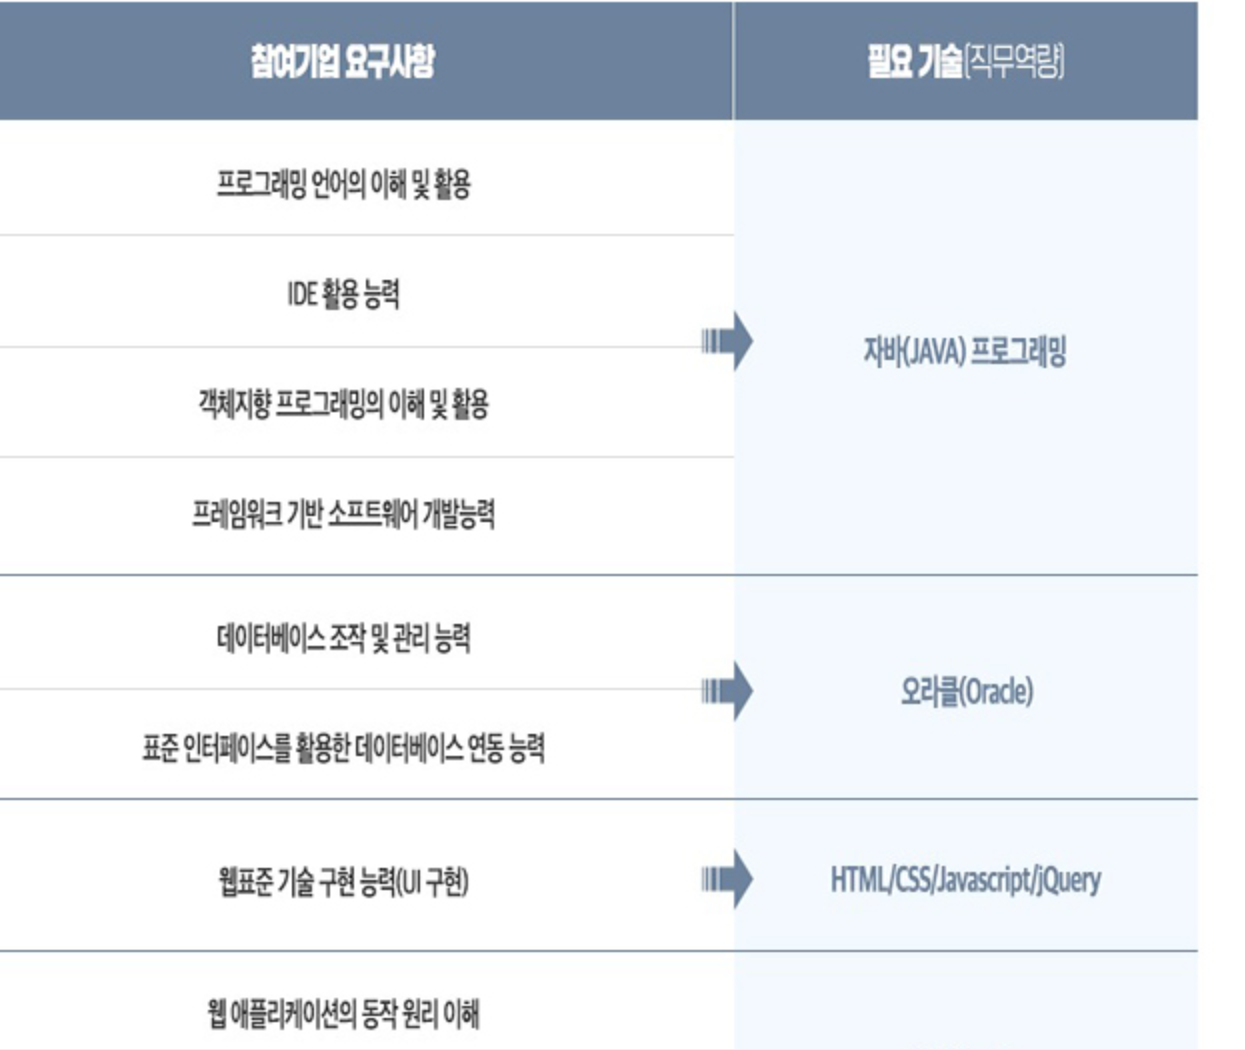 참여기업 요구사항
필요 기술(직무역량)
프로그래밍 언어의 이해 및 활용
IDE 활용 능력
객체지향 프로그래밍의 이해 및 활용
프레임워크 기반 소프트웨어 개발능력
자바(JAVA) 프로그래밍
데이터베이스 조작 및 관리 능력
표준 인터페이스를 활용한 데이터베이스 연동 능력
오라클(Oracle)
웹표준 기술 구현 능력(UI 구현)
HTML/CSS/Javascript/jQuery
웹 애플리케이션의 동작 원리 이해